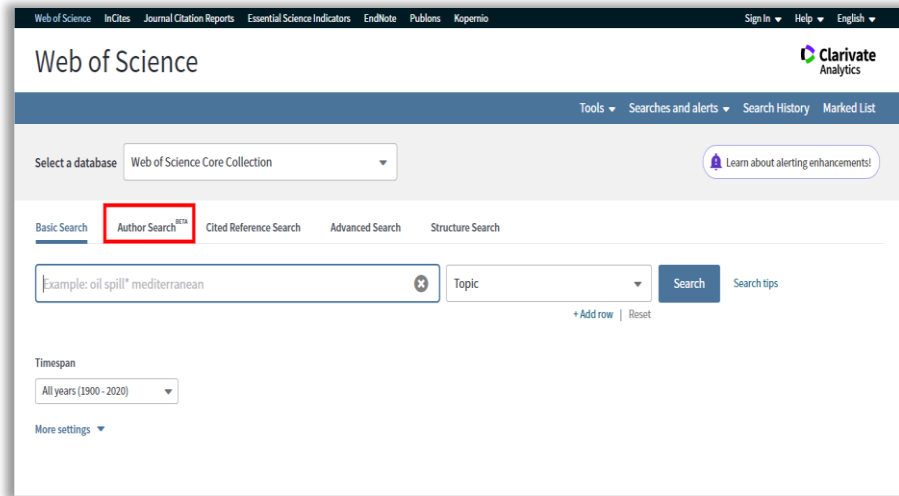 Web of Science InCites Journal Citation Reports Essential Science Indicators EndNote Publons Kopernio Sign In Help English
Web of Science
Clarivate
Analytics
Tools Searches and alerts Search History Marked List
Select a database Web of Science Core Collection Learn about alerting enhancements!
Basic Search Author Search BETA Cited Reference Search Advanced Search Structure Search
Example: oil spill* mediterranean Topic Search Search tips
+ Add row | Reset
Timespan
All years (1900 - 2020)
More settings